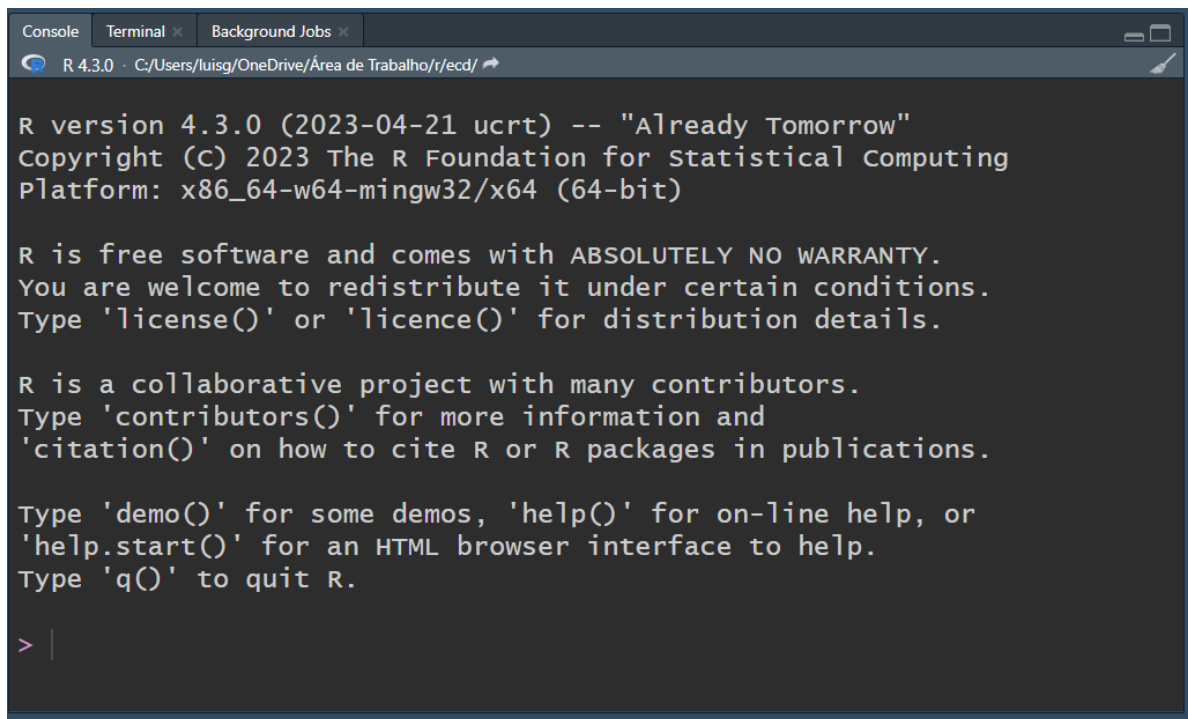 Console Terminal Background Jobs
R 4.3.0 · C:/Users/luisg/OneDrive/Área de Trabalho/r/ecd/
R version 4.3.0 (2023-04-21 ucrt) -- "Already Tomorrow"
Copyright (C) 2023 The R Foundation for Statistical Computing
Platform: x86_64-w64-mingw32/x64 (64-bit)
R is free software and comes with ABSOLUTELY NO WARRANTY.
You are welcome to redistribute it under certain conditions.
Type 'license()' or 'licence()' for distribution details.
R is a collaborative project with many contributors.
Type 'contributors()' for more information and
'citation()' on how to cite R or R packages in publications.
Type 'demo()' for some demos, 'help()' for on-line help, or
'help.start()' for an HTML browser interface to help.
Type 'q()' to quit R.
>